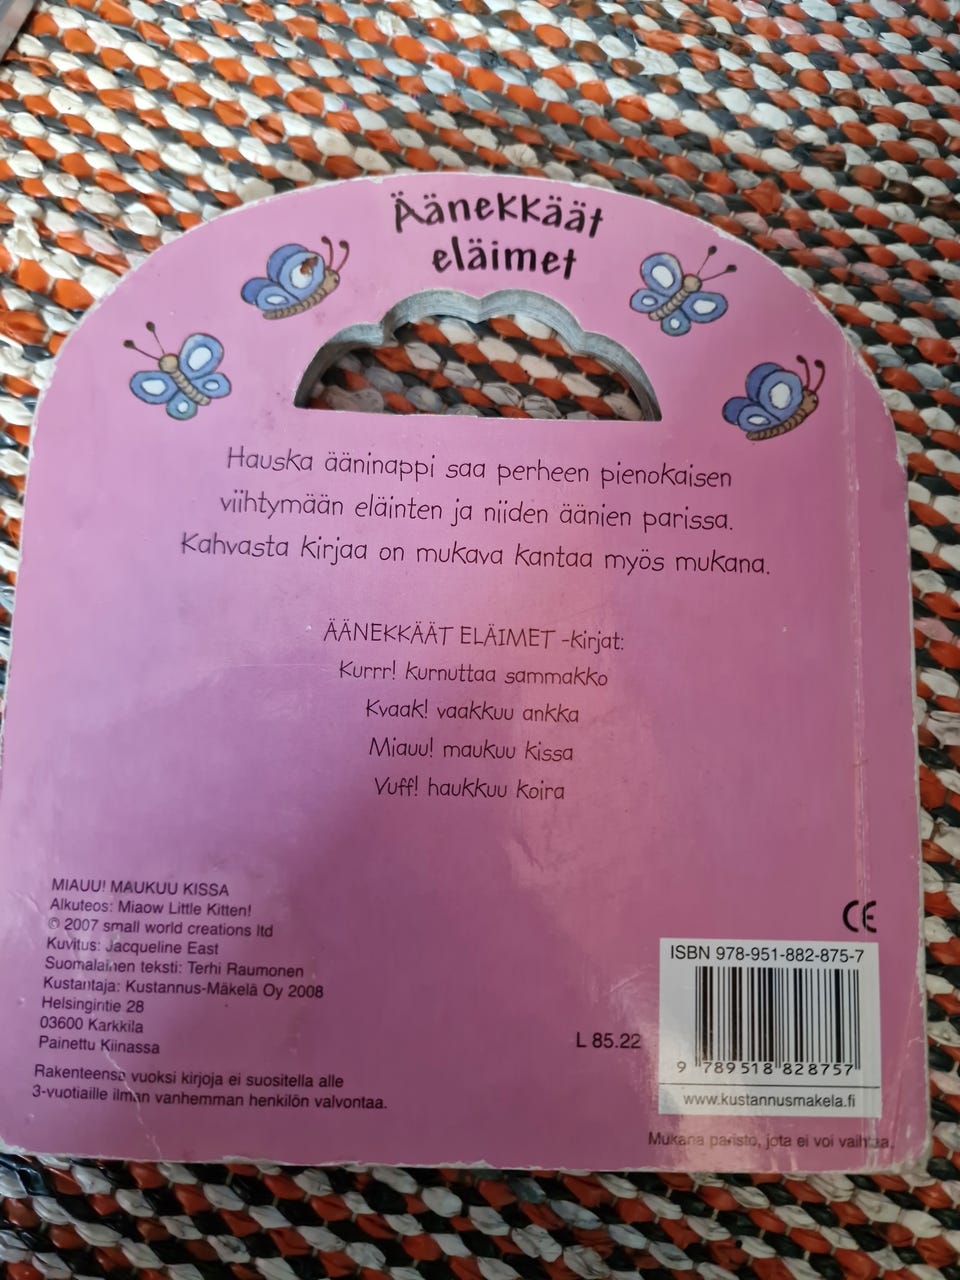 Äänekkäät
eläimet
Hauska ääninappi saa perheen pienokaisen
viihtymään eläinten ja niiden äänien parissa.
Kahvasta kirjaa on mukava kantaa myös mukana.
ÄÄNEKKÄÄT ELÄIMET -kirjat:
Kurrr! kurnuttaa sammakko
Kvaak! vaakkuu ankka
Miauu! maukuu kissa
Vuff! haukkuu koira
MIAUU! MAUKUU KISSA
Alkuteos: Miaow Little Kitten!
© 2007 small world creations ltd
Kuvitus: Jacqueline East
Suomalainen teksti: Terhi Raumonen
Kustantaja: Kustannus-Mäkelä Oy 2008
Helsingintie 28
03600 Karkkila
Painettu Kiinassa
Rakenteensa vuoksi kirjoja ei suositella alle
3-vuotiaille ilman vanhemman henkilön valvontaa.
CE
ISBN 978-951-882-875-7
L 85.22
9 789518 828757
www.kustannusmakela.fi
Mukana paristo, jota ei voi vaihtaa.